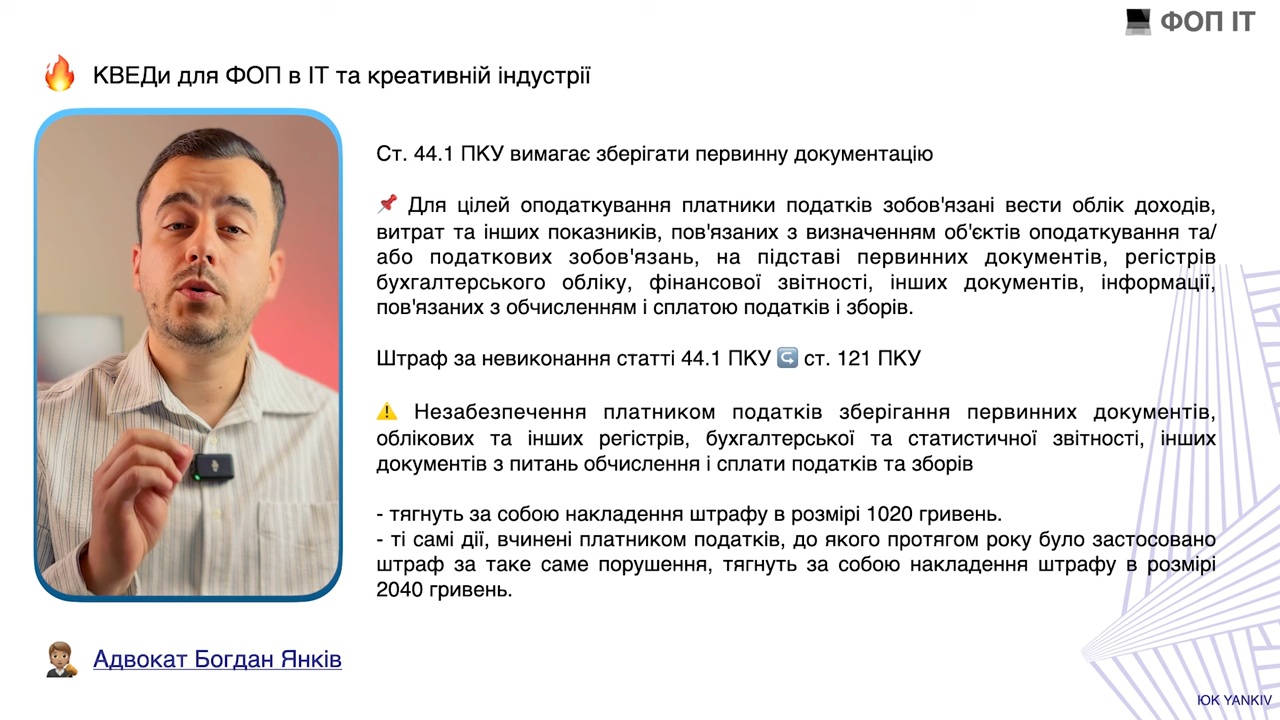 ФОП ІТ
КВЕДи для ФОП в ІТ та креативній індустрії
Ст. 44.1 ПКУ вимагає зберігати первинну документацію
Для цілей оподаткування платники податків зобов'язані вести облік доходів,
витрат та інших показників, пов'язаних з визначенням об'єктів оподаткування та/
або податкових зобов'язань, на підставі первинних документів, регістрів
бухгалтерського обліку, фінансової звітності, інших документів, інформації,
пов'язаних з обчисленням і сплатою податків і зборів.
Штраф за невиконання статті 44.1 ПКУ ↪️ ст. 121 ПКУ
Незабезпечення платником податків зберігання первинних документів,
облікових та інших регістрів, бухгалтерської та статистичної звітності, інших
документів з питань обчислення і сплати податків та зборів
- тягнуть за собою накладення штрафу в розмірі 1020 гривень.
- ті самі дії, вчинені платником податків, до якого протягом року було застосовано
штраф за таке саме порушення, тягнуть за собою накладення штрафу в розмірі
2040 гривень.
Адвокат Богдан Янків
ЮК YANKIV